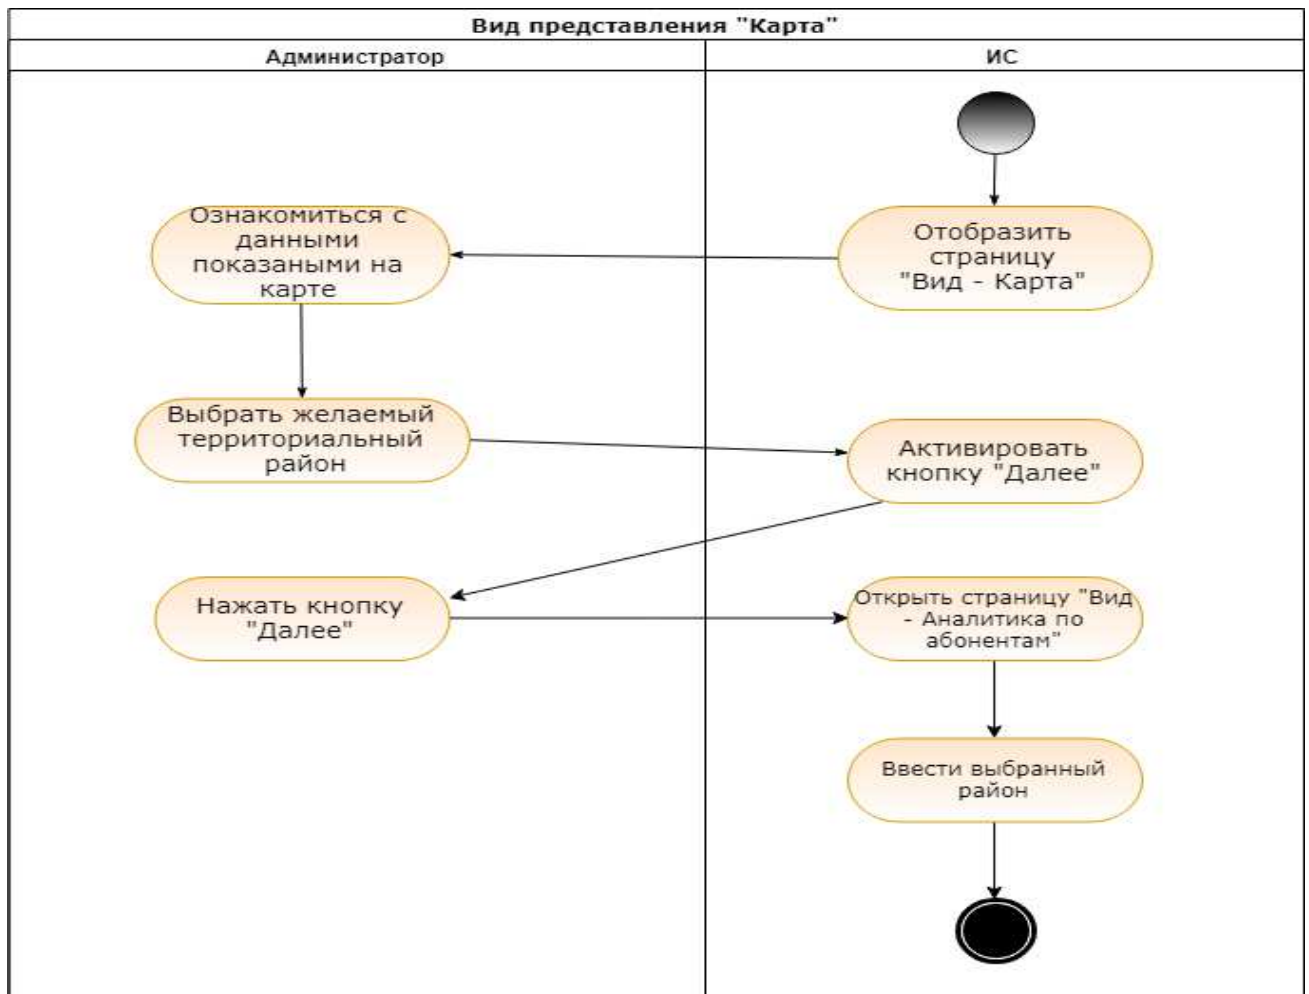 Вид представления "Карта"
Администратор
ИС
Ознакомиться с
данными
показаными на
карте
Отобразить
страницу
"Вид - Карта"
Выбрать желаемый
территориальный
район
Активировать
кнопку "Далее"
Нажать кнопку
"Далее"
Открыть страницу "Вид
- Аналитика по
абонентам"
Ввести выбранный
район